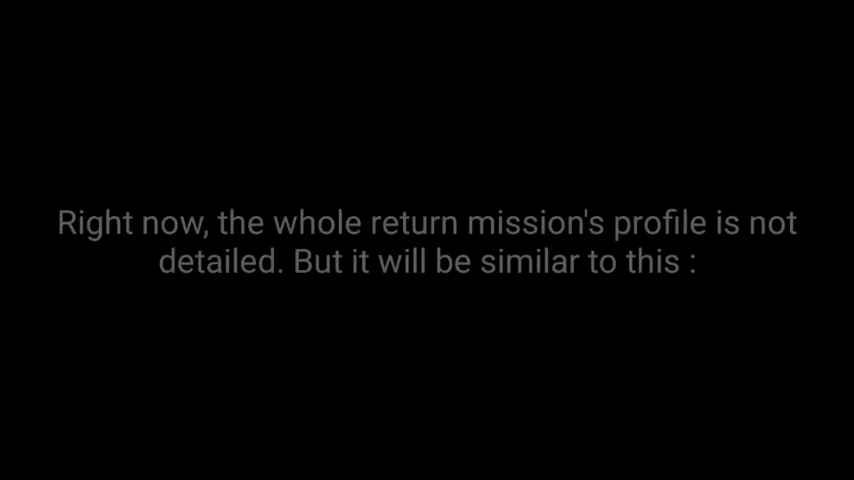 Right now, the whole return mission's profile is not
detailed. But it will be similar to this :